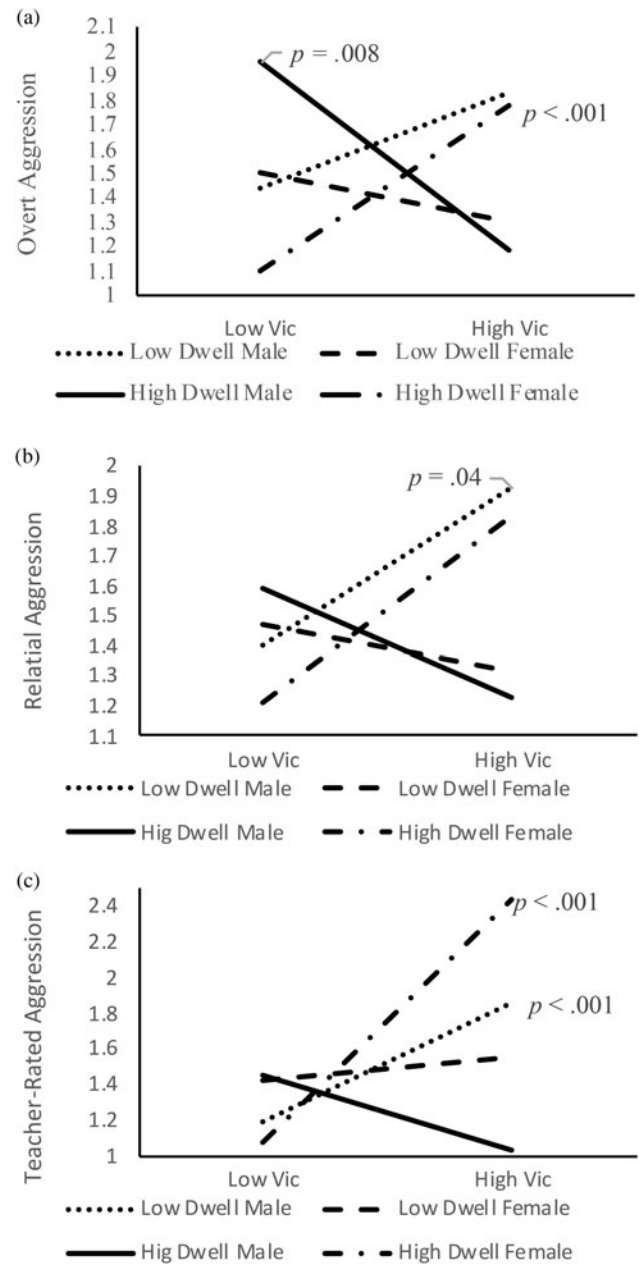 (a)
2.1
2
1.9
1.8
1.7
1.6
1.5
1.4
1.3
1.2
1.1
1
Overt Aggression
p = .008
p < .001
Low Vic High Vic
Low Dwell Male Low Dwell Female
High Dwell Male High Dwell Female
(b)
2
1.9
1.8
1.7
1.6
1.5
1.4
1.3
1.2
1.1
Relatial Aggression
p = .04
Low Vic High Vic
Low Dwell Male Low Dwell Female
Hig Dwell Male High Dwell Female
(c)
2.4
2.2
2
1.8
1.6
1.4
1.2
1
Teacher-Rated Aggression
p < .001
p < .001
Low Vic High Vic
Low Dwell Male Low Dwell Female
Hig Dwell Male High Dwell Female